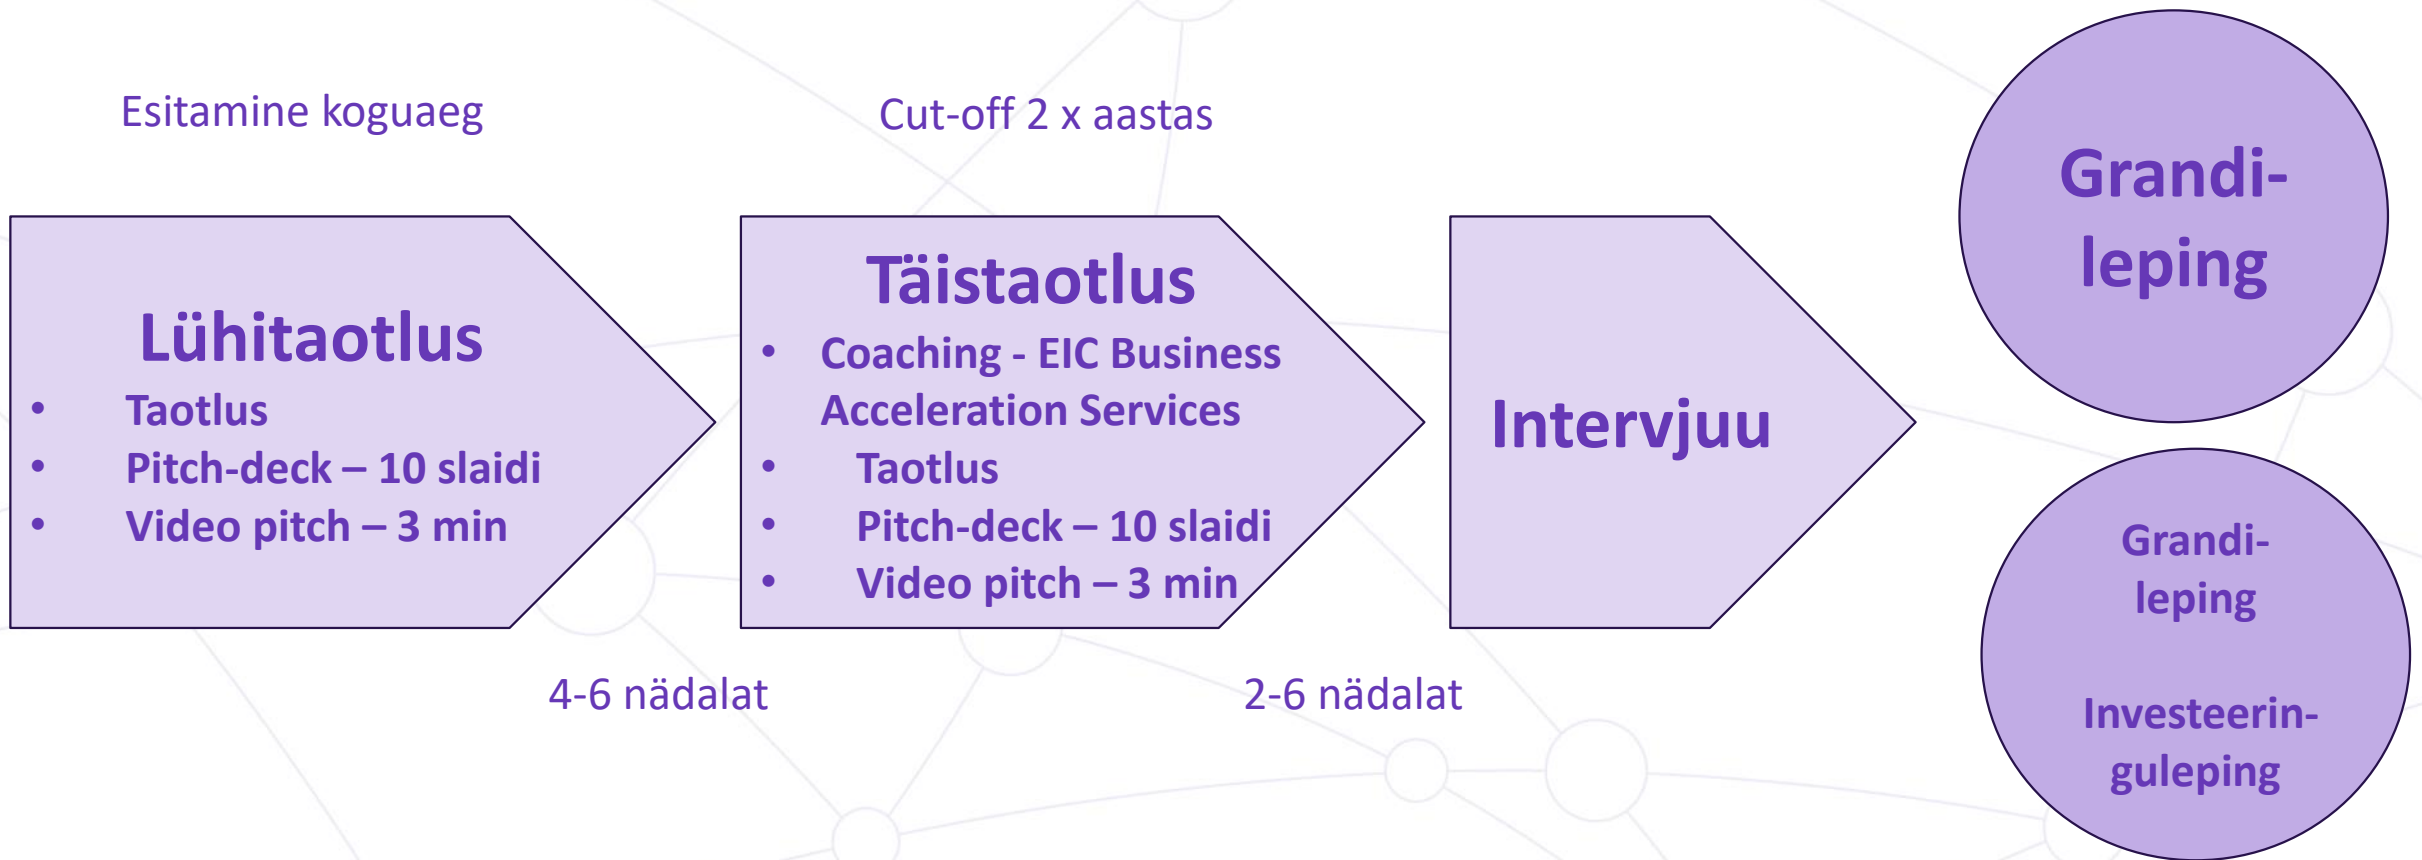 Esitamine koguaeg
Lühitaotlus
• Taotlus
• Pitch-deck – 10 slaidi
• Video pitch – 3 min
4-6 nädalat
Cut-off 2 x aastas
Täistaotlus
• Coaching - EIC Business
Acceleration Services
• Taotlus
• Pitch-deck – 10 slaidi
• Video pitch – 3 min
2-6 nädalat
Intervjuu
Grandi-
leping
Grandi-
leping
Investeerin-
guleping